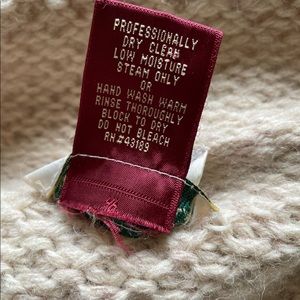 PROFESSIONALLY
DRY CLEAN
LOW MOISTURE
STEAM ONLY
OR
HAND WASH WARM
RINSE THOROUGHLY
BLOCK TO DRY
DO NOT BLEACH
RN#43189